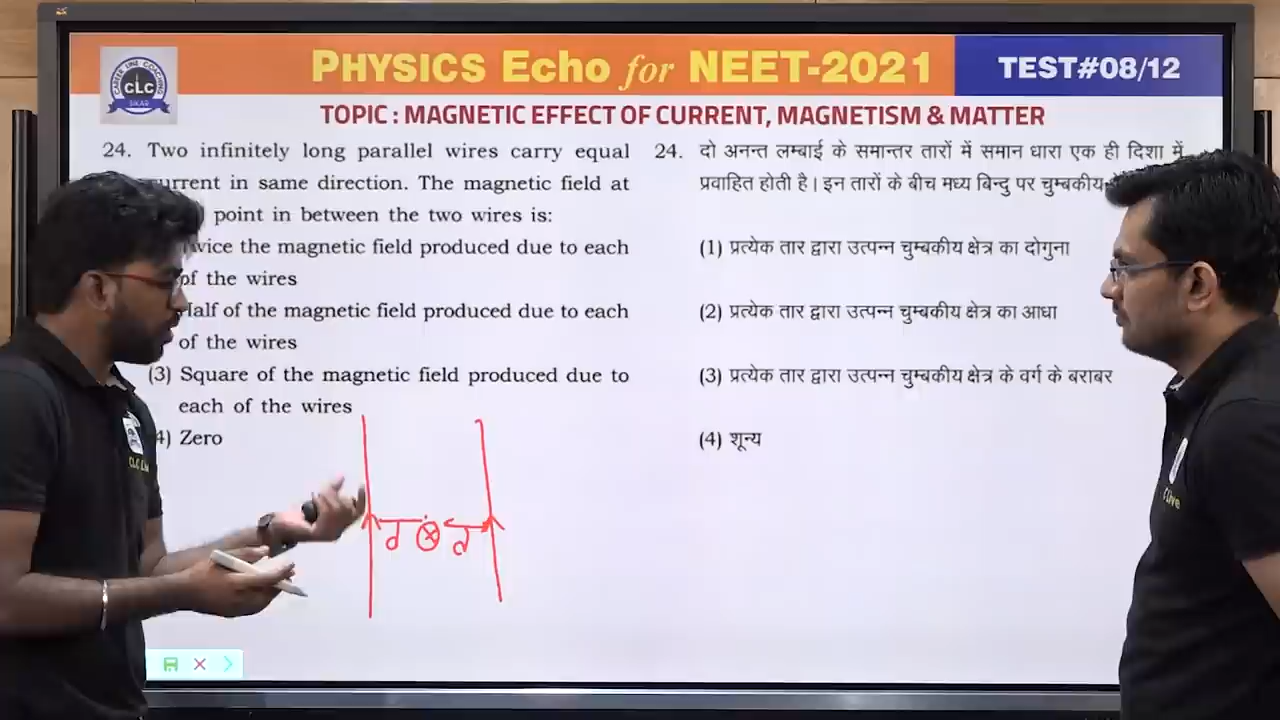 PHYSICS Echo for NEET-2021
TEST#08/12
CAREER LINE COACHING
CLC
SIKAR
TOPIC : MAGNETIC EFFECT OF CURRENT, MAGNETISM & MATTER
24. Two infinitely long parallel wires carry equal
current in same direction. The magnetic field at
point in between the two wires is:
Twice the magnetic field produced due to each
of the wires
Half of the magnetic field produced due to each
of the wires
(3) Square of the magnetic field produced due to
each of the wires
4) Zero
24. दो अनन्त लम्बाई के समान्तर तारों में समान धारा एक ही दिशा में
प्रवाहित होती है। इन तारों के बीच मध्य बिन्दु पर चुम्बकीय
(1) प्रत्येक तार द्वारा उत्पन्न चुम्बकीय क्षेत्र का दोगुना
(2) प्रत्येक तार द्वारा उत्पन्न चुम्बकीय क्षेत्र का आधा
(3) प्रत्येक तार द्वारा उत्पन्न चुम्बकीय क्षेत्र के वर्ग के बराबर
(4) शून्य